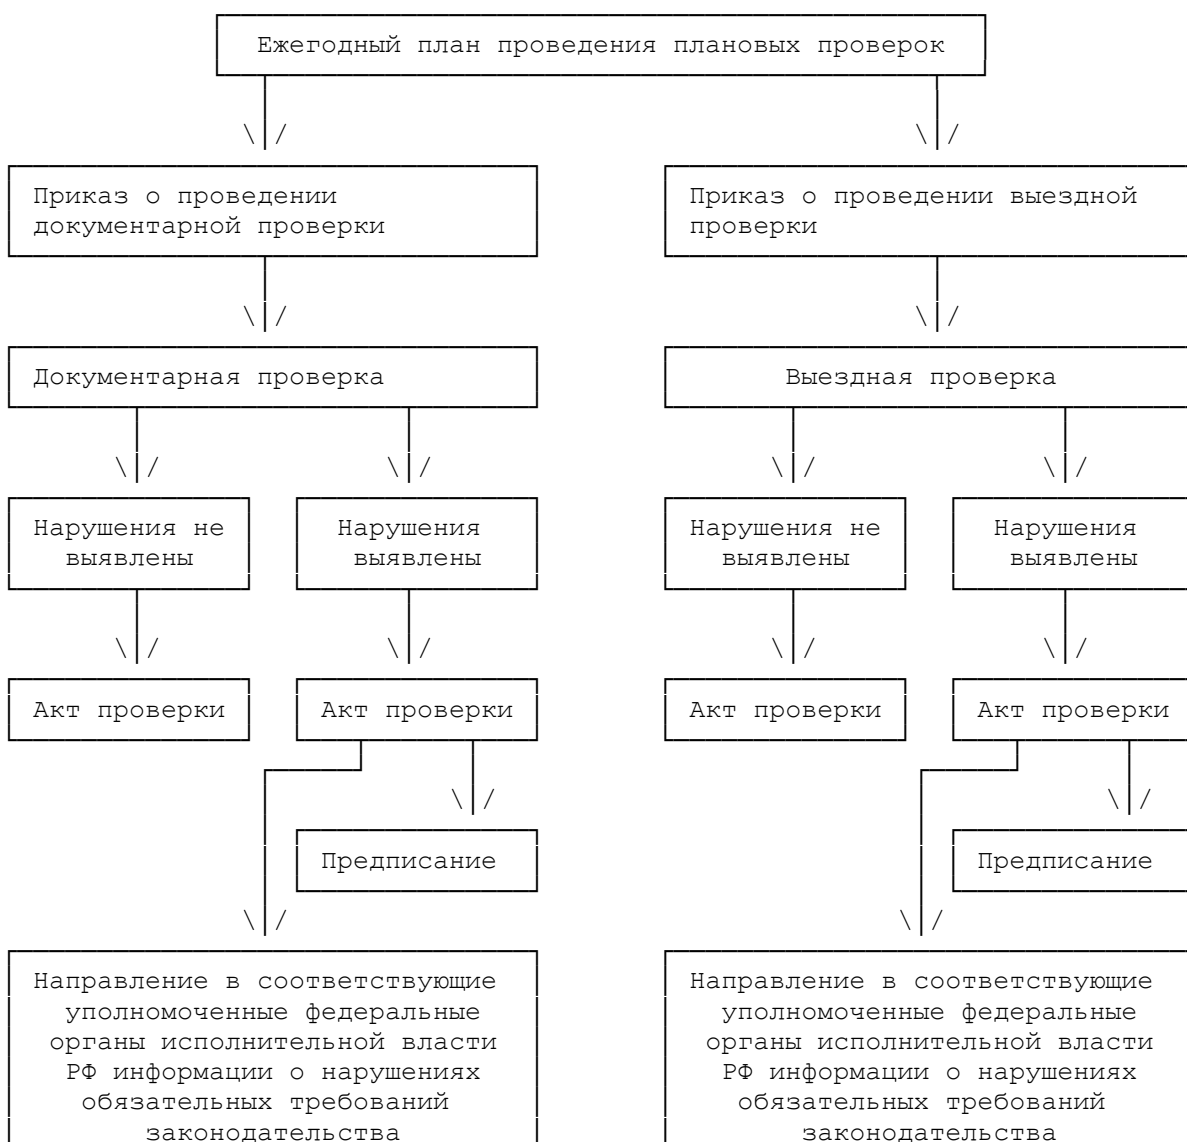 Ежегодный план проведения плановых проверок
Приказ о проведении
документарной проверки
Приказ о проведении выездной
проверки
Документарная проверка
Выездная проверка
Нарушения не
выявлены
Нарушения
выявлены
Нарушения не
выявлены
Нарушения
выявлены
Акт проверки
Акт проверки
Акт проверки
Акт проверки
Предписание
Предписание
Направление в соответствующие
уполномоченные федеральные
органы исполнительной власти
РФ информации о нарушениях
обязательных требований
законодательства
Направление в соответствующие
уполномоченные федеральные
органы исполнительной власти
РФ информации о нарушениях
обязательных требований
законодательства